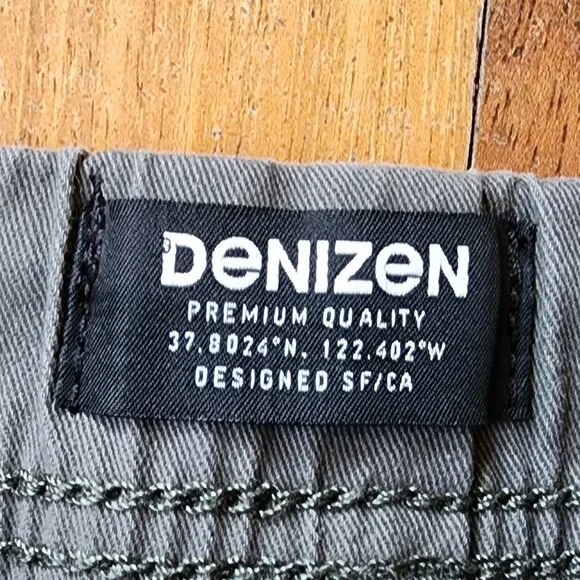 DeNIZeN
PREMIUM QUALITY
37.8024°N. 122.402°W
DESIGNED SF/CA